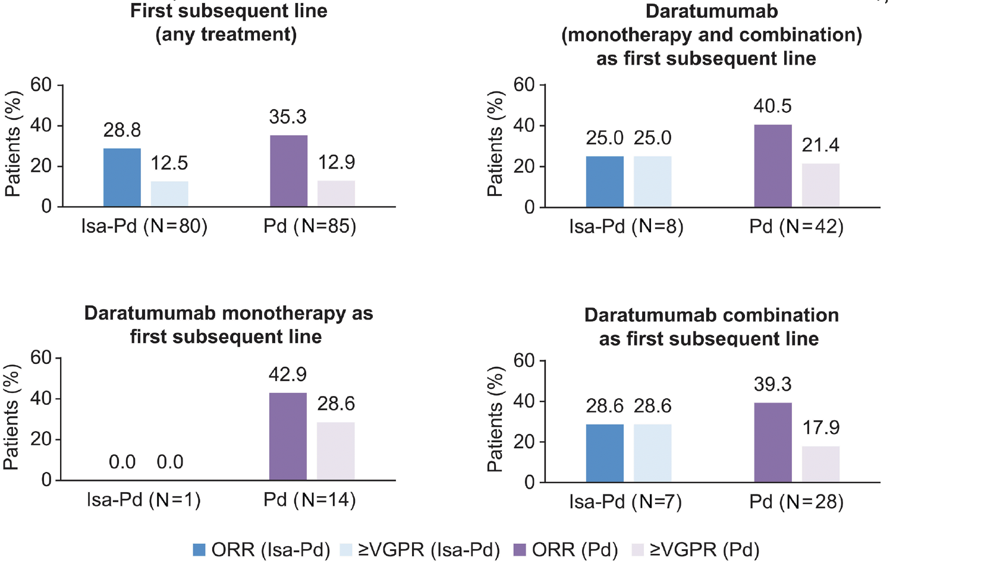 First subsequent line
(any treatment)
Patients (%)
60
40
20
0
28.8
12.5
35.3
12.9
Isa-Pd (N=80)
Pd (N=85)
Daratumumab
(monotherapy and combination)
as first subsequent line
Patients (%)
60
40
20
0
25.0
25.0
40.5
21.4
Isa-Pd (N=8)
Pd (N=42)
Daratumumab monotherapy as
first subsequent line
Patients (%)
60
40
20
0
0.0
0.0
42.9
28.6
Isa-Pd (N=1)
Pd (N=14)
Daratumumab combination
as first subsequent line
Patients (%)
60
40
20
0
28.6
28.6
39.3
17.9
Isa-Pd (N=7)
Pd (N=28)
ORR (Isa-Pd) ≥VGPR (Isa-Pd) ORR (Pd) ≥VGPR (Pd)